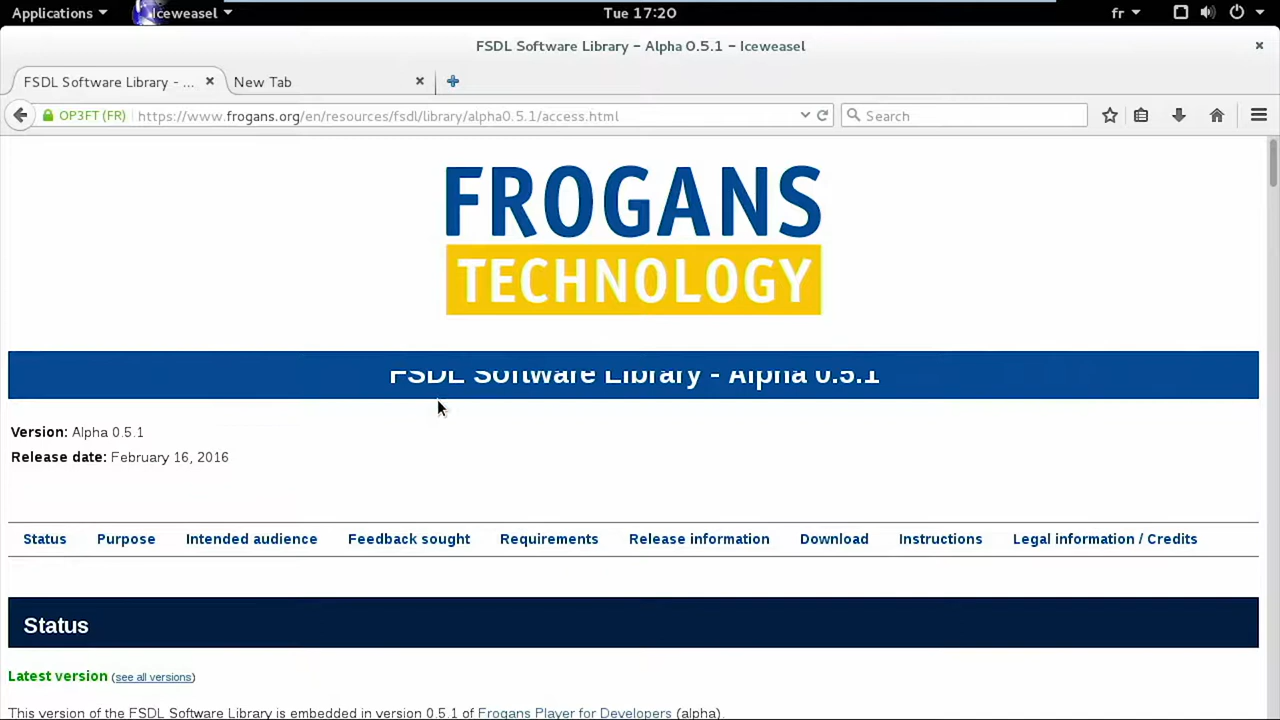 Applications Iceweasel Tue 17:20 fr
FSDL Software Library - Alpha 0.5.1 - Iceweasel
FSDL Software Library - ... New Tab
OP3FT (FR) https://www.frogans.org/en/resources/fsdl/library/alpha0.5.1/access.html Search
FROGANS
TECHNOLOGY
FSDL Software Library - Alpha 0.5.1
Version: Alpha 0.5.1
Release date: February 16, 2016
Status Purpose Intended audience Feedback sought Requirements Release information Download Instructions Legal information / Credits
Status
Latest version (see all versions)
This version of the FSDL Software Library is embedded in version 0.5.1 of Frogans Player for Developers (alpha).